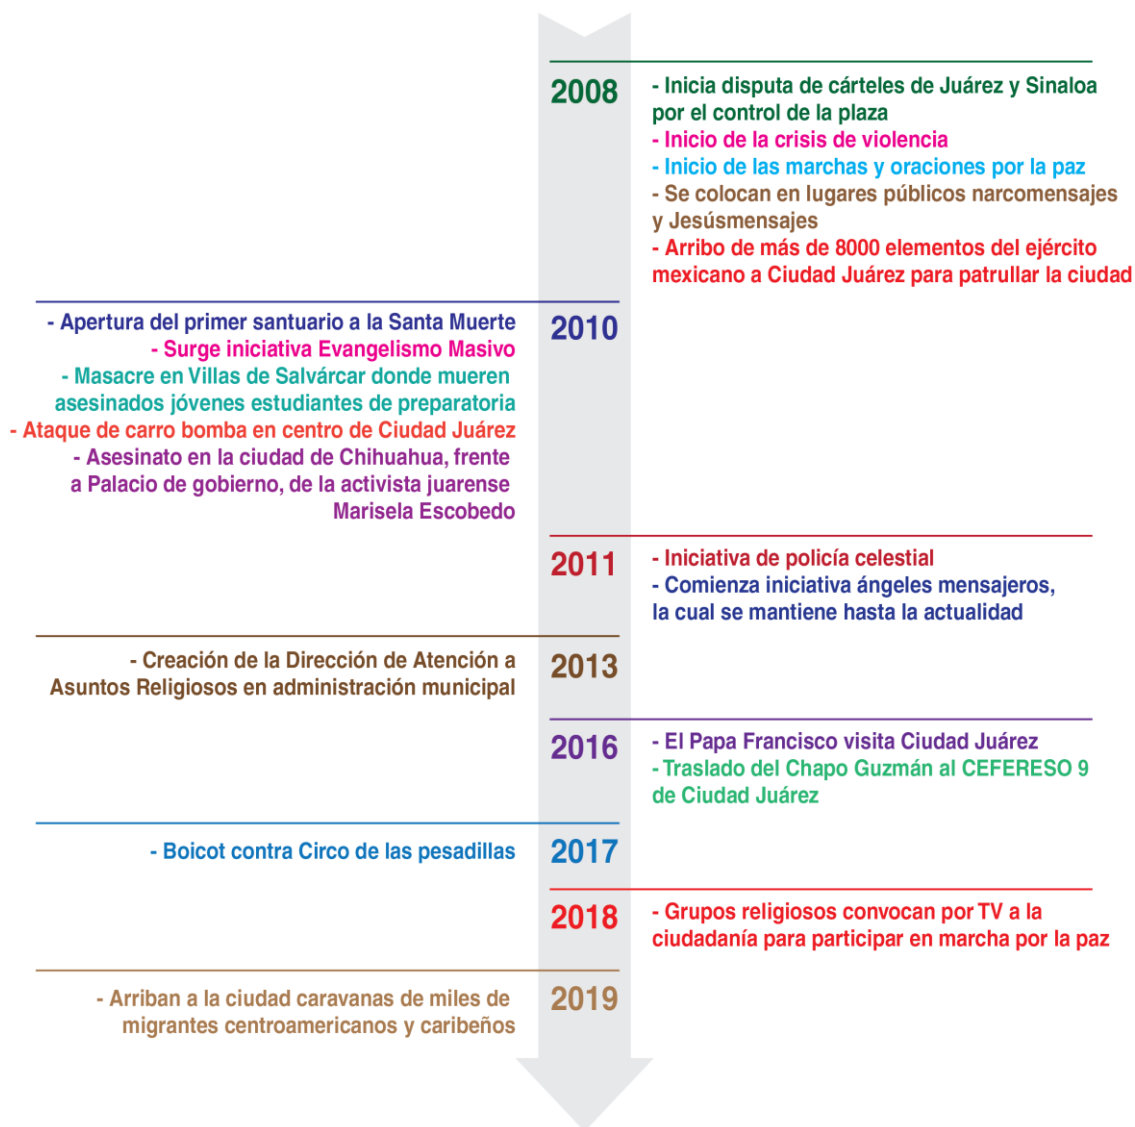 2008
- Inicia disputa de cárteles de Juárez y Sinaloa
por el control de la plaza
- Inicio de la crisis de violencia
- Inicio de las marchas y oraciones por la paz
- Se colocan en lugares públicos narcomensajes
y Jesúsmensajes
- Arribo de más de 8000 elementos del ejército
mexicano a Ciudad Juárez para patrullar la ciudad
2010
- Apertura del primer santuario a la Santa Muerte
- Surge iniciativa Evangelismo Masivo
- Masacre en Villas de Salvárcar donde mueren
asesinados jóvenes estudiantes de preparatoria
- Ataque de carro bomba en centro de Ciudad Juárez
- Asesinato en la ciudad de Chihuahua, frente
a Palacio de gobierno, de la activista juarense
Marisela Escobedo
2011
- Iniciativa de policía celestial
- Comienza iniciativa ángeles mensajeros,
la cual se mantiene hasta la actualidad
2013
- Creación de la Dirección de Atención a
Asuntos Religiosos en administración municipal
2016
- El Papa Francisco visita Ciudad Juárez
- Traslado del Chapo Guzmán al CEFERESO 9
de Ciudad Juárez
2017
- Boicot contra Circo de las pesadillas
2018
- Grupos religiosos convocan por TV a la
ciudadanía para participar en marcha por la paz
2019
- Arriban a la ciudad caravanas de miles de
migrantes centroamericanos y caribeños